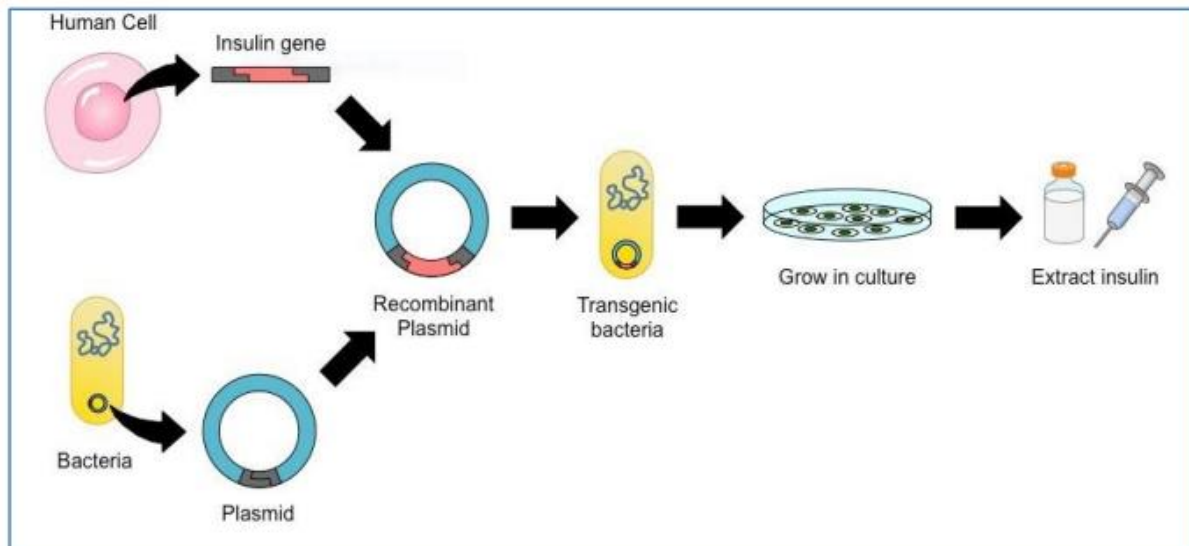 Human Cell
Insulin gene
Recombinant
Plasmid
Transgenic
bacteria
Grow in culture
Extract insulin
Bacteria
Plasmid